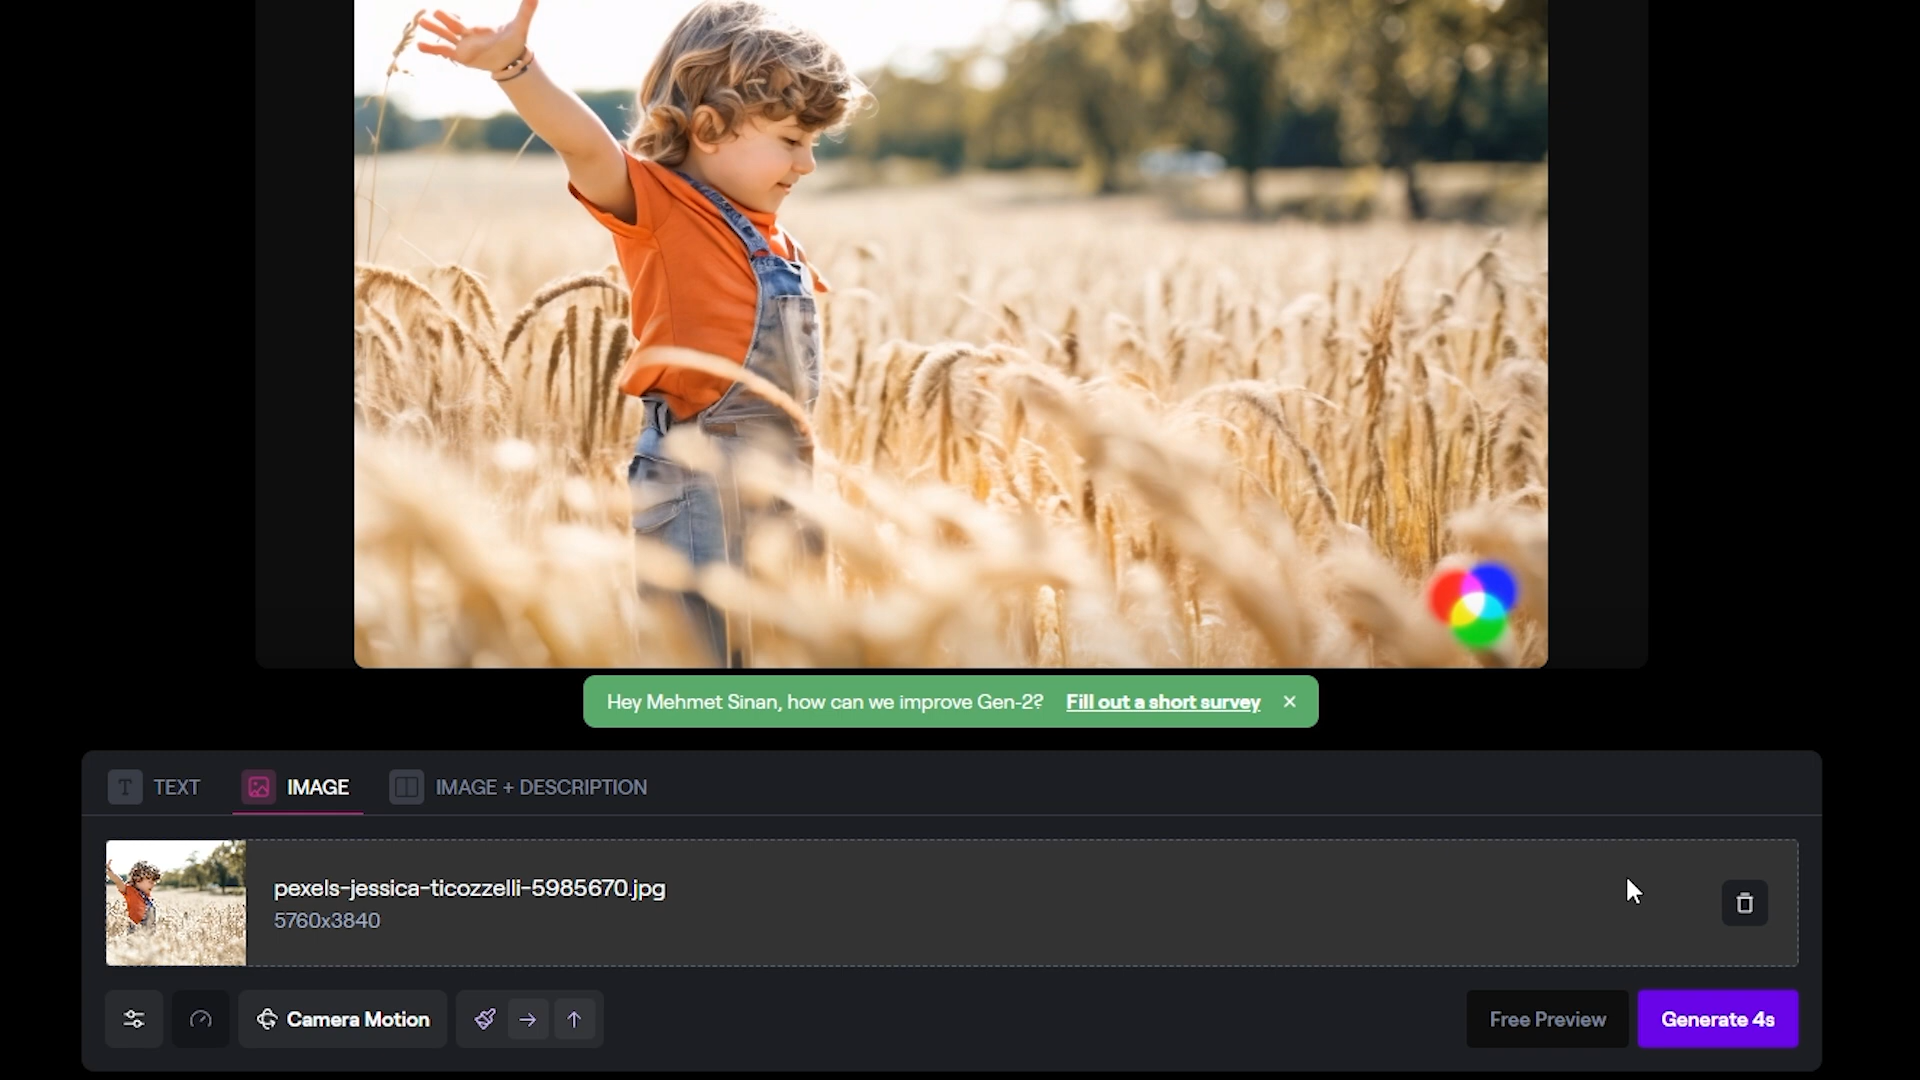 Hey Mehmet Sinan, how can we improve Gen-2? Fill out a short survey
TEXT IMAGE IMAGE + DESCRIPTION
pexels-jessica-ticozzelli-5985670.jpg
5760x3840
Camera Motion Free Preview Generate 4s